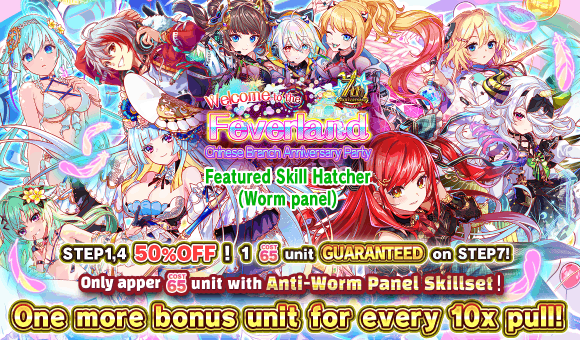 Welcome to the
Feverland
Chinese Branch Anniversary Party
Featured Skill Hatcher
(Worm panel)
STEP1,4 50%OFF ! 1 COST 65 unit GUARANTEED on STEP7!
Only apper COST 65 unit with Anti-Worm Panel Skillset !
One more bonus unit for every 10x pull!